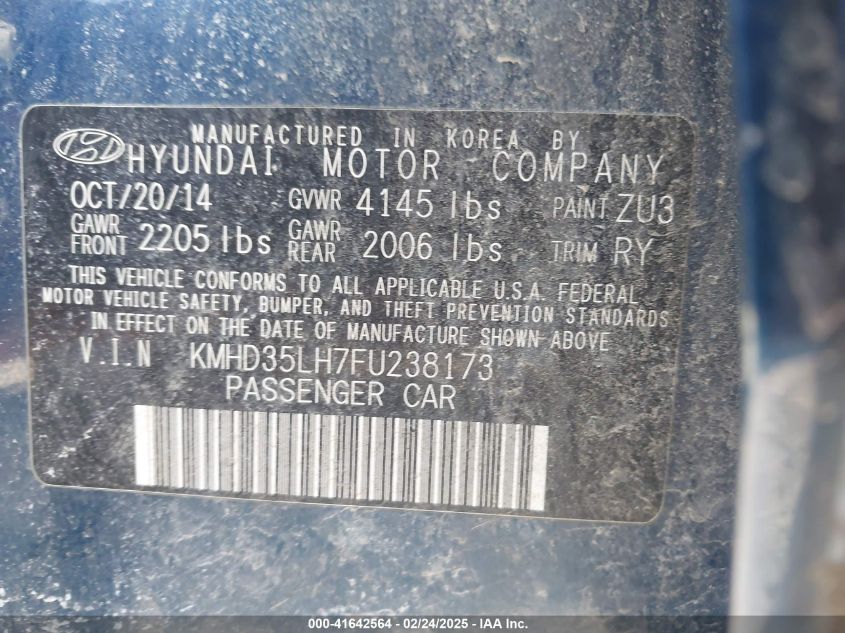 MANUFACTURED IN KOREA BY
HYUNDAI MOTOR COMPANY
OCT/20/14 GVWR 4145 lbs PAINT ZU3
GAWR FRONT 2205 lbs GAWR REAR 2006 lbs TRIM RY
THIS VEHICLE CONFORMS TO ALL APPLICABLE U.S.A. FEDERAL
MOTOR VEHICLE SAFETY, BUMPER, AND THEFT PREVENTION STANDARDS
IN EFFECT ON THE DATE OF MANUFACTURE SHOWN ABOVE
V.I.N KMHD35LH7FU238173
PASSENGER CAR
000-41642564 - 02/24/2025 - IAA Inc.